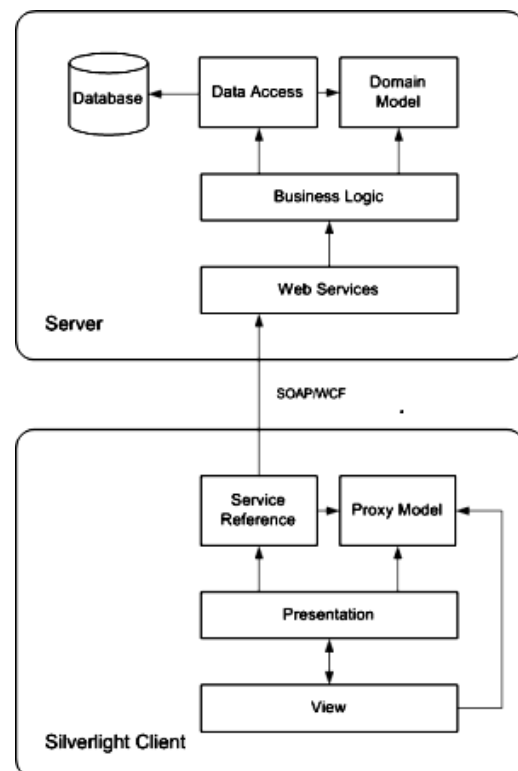 Database
Data Access
Domain
Model
Business Logic
Web Services
Server
SOAP/WCF
Service
Reference
Proxy Model
Presentation
View
Silverlight Client